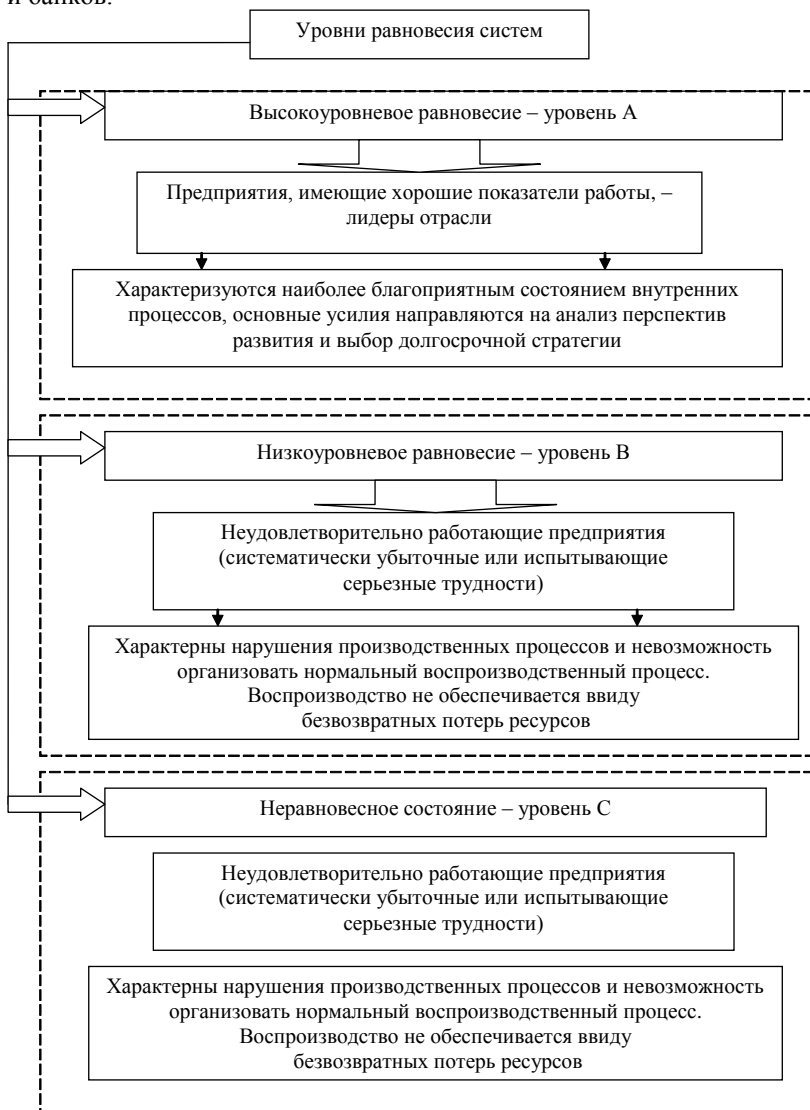 и банков.
Уровни равновесия систем
Высокоуровневое равновесие – уровень А
Предприятия, имеющие хорошие показатели работы, –
лидеры отрасли
Характеризуются наиболее благоприятным состоянием внутренних
процессов, основные усилия направляются на анализ перспектив
развития и выбор долгосрочной стратегии
Низкоуровневое равновесие – уровень В
Неудовлетворительно работающие предприятия
(систематически убыточные или испытывающие
серьезные трудности)
Характерны нарушения производственных процессов и невозможность
организовать нормальный воспроизводственный процесс.
Воспроизводство не обеспечивается ввиду
безвозвратных потерь ресурсов
Неравновесное состояние – уровень С
Неудовлетворительно работающие предприятия
(систематически убыточные или испытывающие
серьезные трудности)
Характерны нарушения производственных процессов и невозможность
организовать нормальный воспроизводственный процесс.
Воспроизводство не обеспечивается ввиду
безвозвратных потерь ресурсов